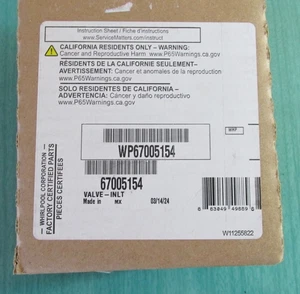 Instruction Sheet / Fiche d'instructions
www.ServiceMatters.com/instruct
CALIFORNIA RESIDENTS ONLY – WARNING:
Cancer and Reproductive Harm www.P65Warnings.ca.gov
RÉSIDENTS DE LA CALIFORNIE SEULEMENT–
AVERTISSEMENT: Cancer et anomalies de la reproduction
www.P65Warnings.ca.gov
SOLO RESIDENTES DE CALIFORNIA –
ADVERTENCIA: Cancer y daño reproductivo
www.P65Warnings.ca.gov
WP67005154
67005154
VALVE-INLT
Made in MX 03/14/24
– WHIRLPOOL CORPORATION –
FACTORY CERTIFIED PARTS
PIECES CERTIFIEES
W11255822